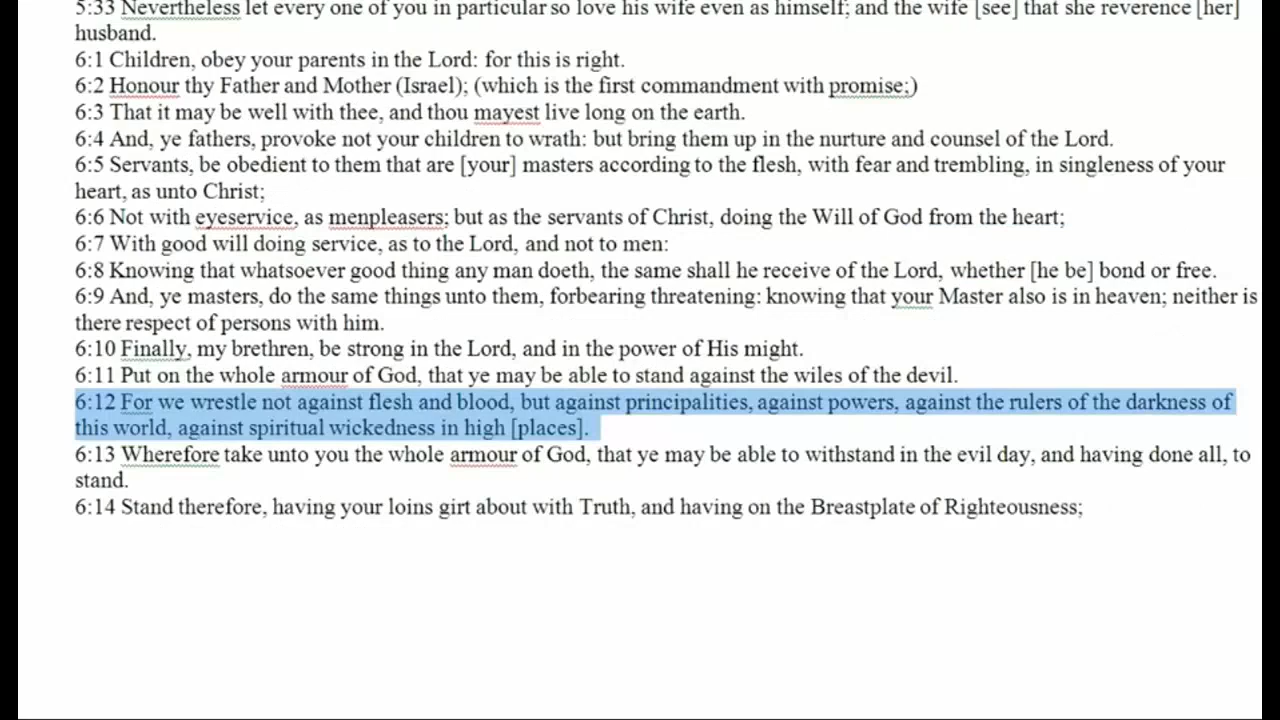 5:33 Nevertheless let every one of you in particular so love his wife even as himself; and the wife [see] that she reverence [her]
husband.
6:1 Children, obey your parents in the Lord: for this is right.
6:2 Honour thy Father and Mother (Israel); (which is the first commandment with promise;)
6:3 That it may be well with thee, and thou mayest live long on the earth.
6:4 And, ye fathers, provoke not your children to wrath: but bring them up in the nurture and counsel of the Lord.
6:5 Servants, be obedient to them that are [your] masters according to the flesh, with fear and trembling, in singleness of your
heart, as unto Christ;
6:6 Not with eyeservice, as menpleasers; but as the servants of Christ, doing the Will of God from the heart;
6:7 With good will doing service, as to the Lord, and not to men:
6:8 Knowing that whatsoever good thing any man doeth, the same shall he receive of the Lord, whether [he be] bond or free.
6:9 And, ye masters, do the same things unto them, forbearing threatening: knowing that your Master also is in heaven; neither is
there respect of persons with him.
6:10 Finally, my brethren, be strong in the Lord, and in the power of His might.
6:11 Put on the whole armour of God, that ye may be able to stand against the wiles of the devil.
6:12 For we wrestle not against flesh and blood, but against principalities, against powers, against the rulers of the darkness of
this world, against spiritual wickedness in high [places].
6:13 Wherefore take unto you the whole armour of God, that ye may be able to withstand in the evil day, and having done all, to
stand.
6:14 Stand therefore, having your loins girt about with Truth, and having on the Breastplate of Righteousness;